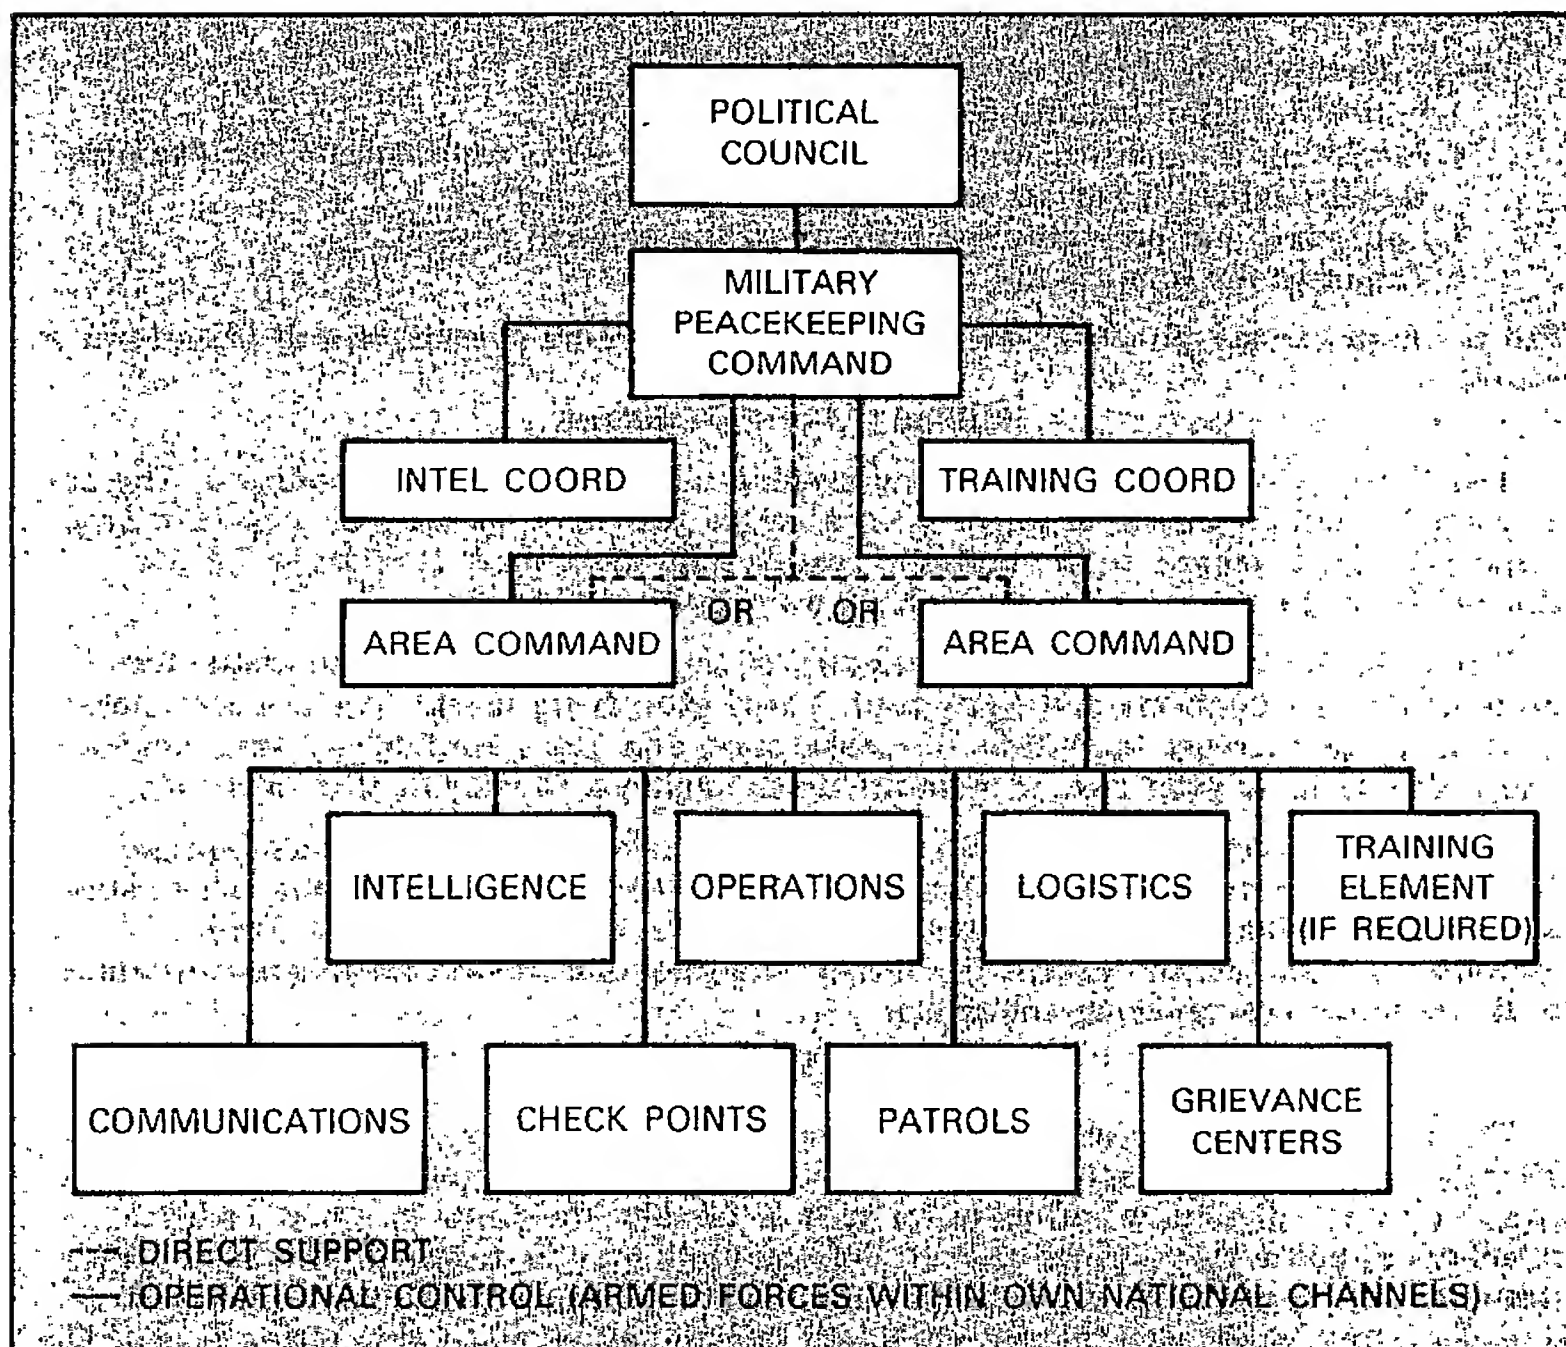 POLITICAL
COUNCIL
MILITARY
PEACEKEEPING
COMMAND
INTEL COORD
TRAINING COORD
OR OR
AREA COMMAND
AREA COMMAND
INTELLIGENCE
OPERATIONS
LOGISTICS
TRAINING
ELEMENT
(IF REQUIRED)
COMMUNICATIONS
CHECK POINTS
PATROLS
GRIEVANCE
CENTERS
--- DIRECT SUPPORT
— OPERATIONAL CONTROL (ARMED FORCES WITHIN OWN NATIONAL CHANNELS)